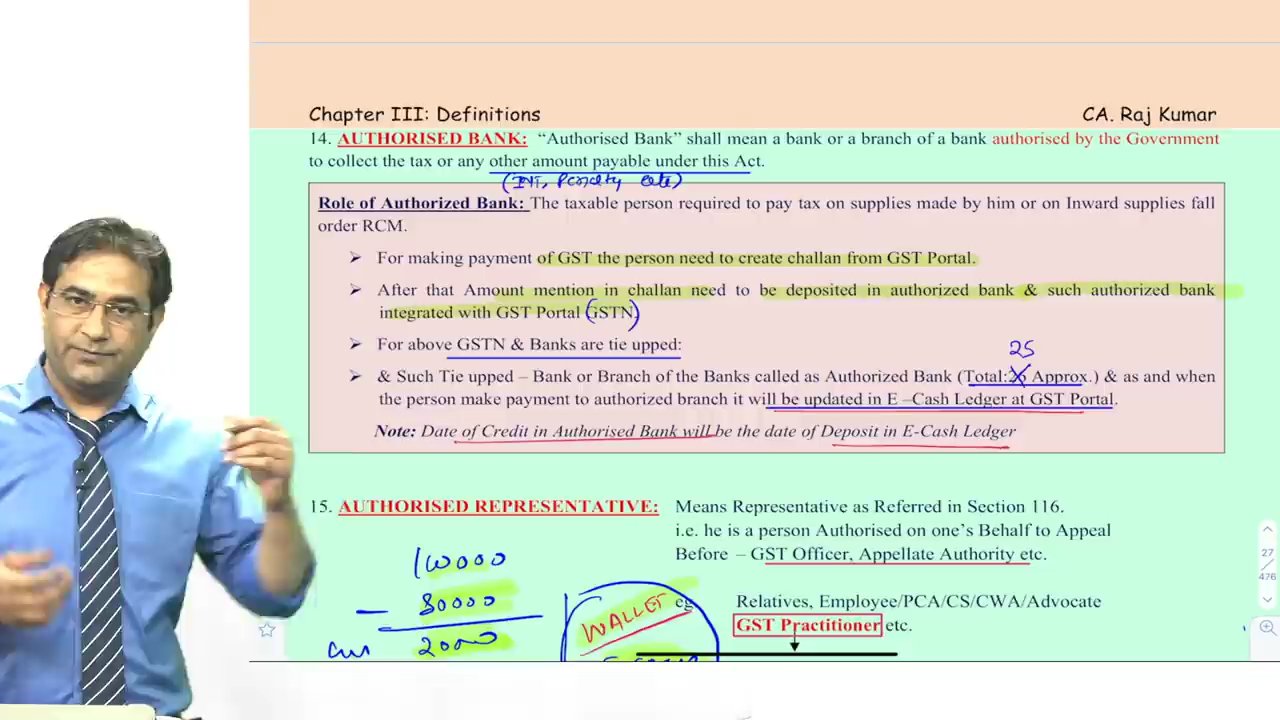 Chapter III: Definitions CA. Raj Kumar
14. AUTHORISED BANK: “Authorised Bank” shall mean a bank or a branch of a bank authorised by the Government
to collect the tax or any other amount payable under this Act.
(INT, Penalty etc)
Role of Authorized Bank: The taxable person required to pay tax on supplies made by him or on Inward supplies fall
order RCM.
➢ For making payment of GST the person need to create challan from GST Portal.
➢ After that Amount mention in challan need to be deposited in authorized bank & such authorized bank
integrated with GST Portal (GSTN)
➢ For above GSTN & Banks are tie upped:
25
➢ & Such Tie upped – Bank or Branch of the Banks called as Authorized Bank (Total: Approx.) & as and when
the person make payment to authorized branch it will be updated in E –Cash Ledger at GST Portal.
Note: Date of Credit in Authorised Bank will be the date of Deposit in E-Cash Ledger
15. AUTHORISED REPRESENTATIVE: Means Representative as Referred in Section 116.
i.e. he is a person Authorised on one's Behalf to Appeal
Before – GST Officer, Appellate Authority etc.
eg Relatives, Employee/PCA/CS/CWA/Advocate
GST Practitioner etc.
80000
WALLET
27
476